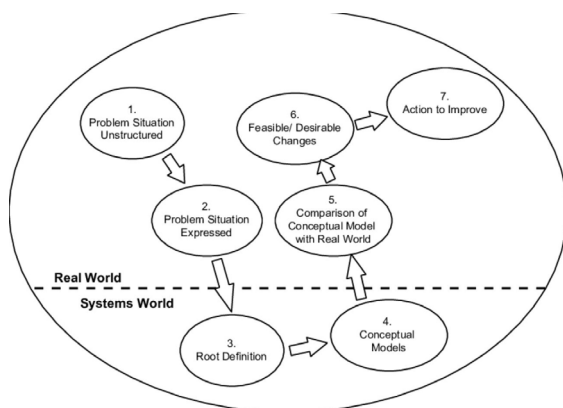 1.
Problem Situation
Unstructured
2.
Problem Situation
Expressed
3.
Root Definition
4.
Conceptual
Models
5.
Comparison of
Conceptual Model
with Real World
6.
Feasible/ Desirable
Changes
7.
Action to Improve
Real World
Systems World